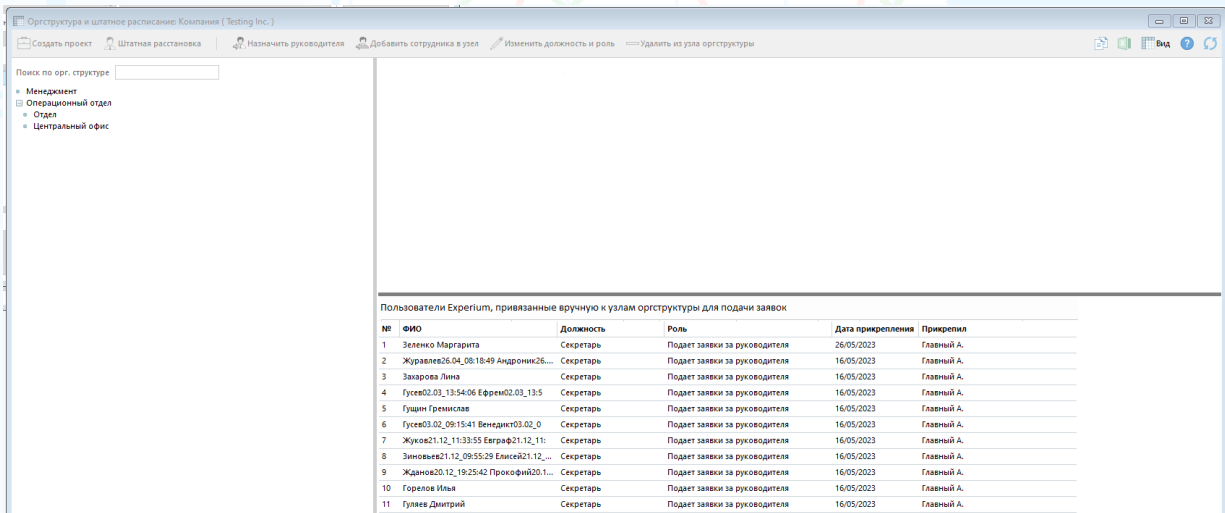 Оргструктура и штатное расписание: Компания ( Testing Inc. )
Создать проект Штатная расстановка Назначить руководителя Добавить сотрудника в узел Изменить должность и роль Удалить из узла оргструктуры Вид
Поиск по орг. структуре
Менеджмент
Операционный отдел
Отдел
Центральный офис
Пользователи Experium, привязанные вручную к узлам оргструктуры для подачи заявок
№ ФИО Должность Роль Дата прикрепления Прикрепил
1 Зеленко Маргарита Секретарь Подает заявки за руководителя 26/05/2023 Главный А.
2 Журавлев26.04_08:18:49 Андроник26.... Секретарь Подает заявки за руководителя 16/05/2023 Главный А.
3 Захарова Лина Секретарь Подает заявки за руководителя 16/05/2023 Главный А.
4 Гусев02.03_13:54:06 Ефрем02.03_13:5 Секретарь Подает заявки за руководителя 16/05/2023 Главный А.
5 Гущин Гремислав Секретарь Подает заявки за руководителя 16/05/2023 Главный А.
6 Гусев03.02_09:15:41 Венедикт03.02_0 Секретарь Подает заявки за руководителя 16/05/2023 Главный А.
7 Жуков21.12_11:33:55 Евграф21.12_11: Секретарь Подает заявки за руководителя 16/05/2023 Главный А.
8 Зиновьев21.12_09:55:29 Елисей21.12_... Секретарь Подает заявки за руководителя 16/05/2023 Главный А.
9 Жданов20.12_19:25:42 Прокофий20.1... Секретарь Подает заявки за руководителя 16/05/2023 Главный А.
10 Горелов Илья Секретарь Подает заявки за руководителя 16/05/2023 Главный А.
11 Гуляев Дмитрий Секретарь Подает заявки за руководителя 16/05/2023 Главный А.